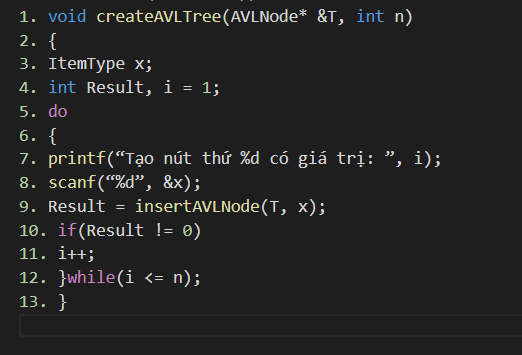 1. void createAVLTree(AVLNode* &T, int n)
2. {
3. ItemType x;
4. int Result, i = 1;
5. do
6. {
7. printf(“Tạo nút thứ %d có giá trị: ”, i);
8. scanf(“%d”, &x);
9. Result = insertAVLNode(T, x);
10. if(Result != 0)
11. i++;
12. }while(i <= n);
13. }